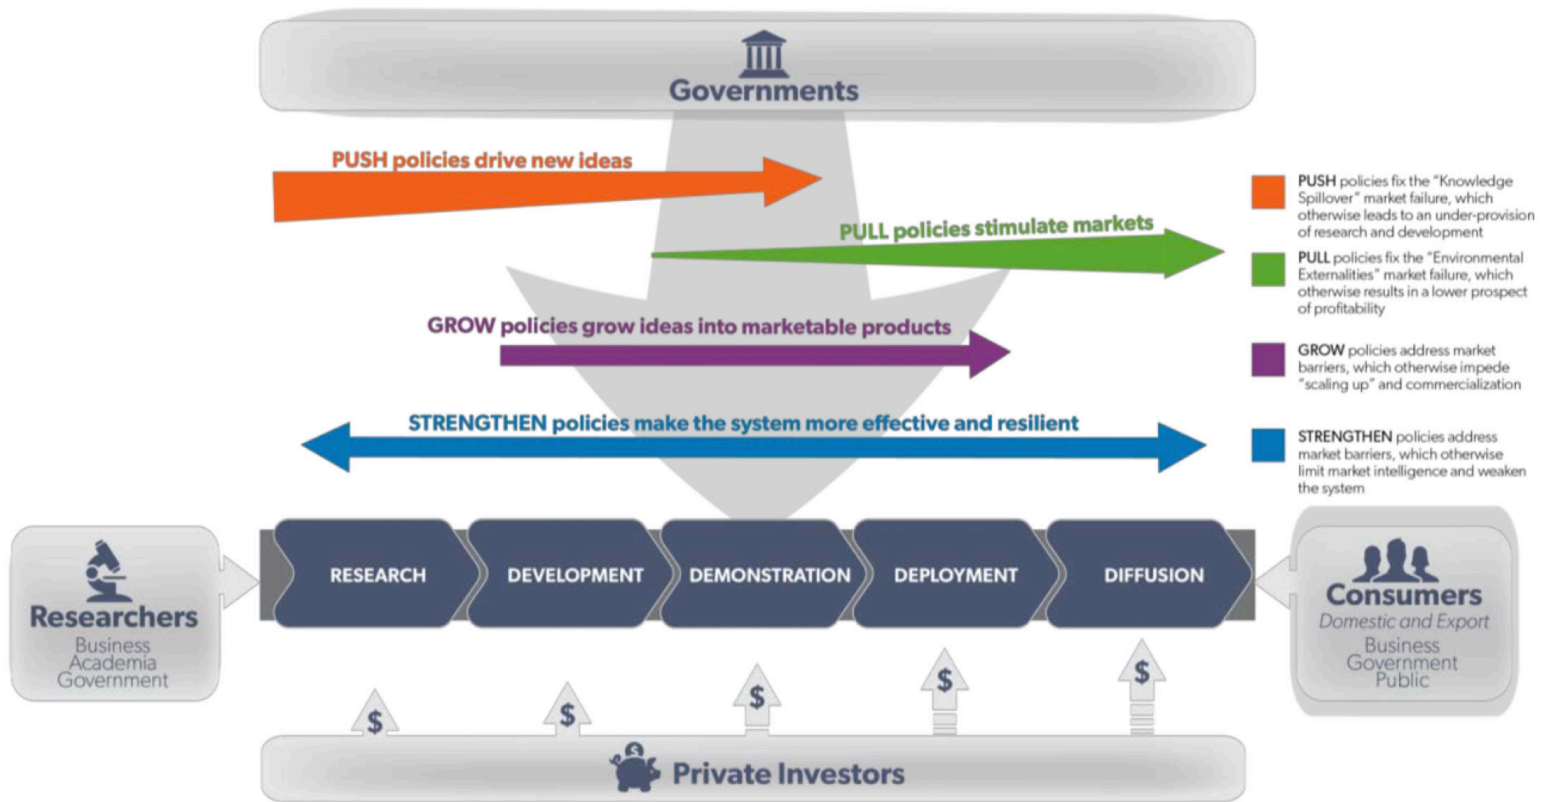 Governments
PUSH policies drive new ideas
PULL policies stimulate markets
GROW policies grow ideas into marketable products
STRENGTHEN policies make the system more effective and resilient
PUSH policies fix the “Knowledge
Spillover” market failure, which
otherwise leads to an under-provision
of research and development
PULL policies fix the “Environmental
Externalities” market failure, which
otherwise results in a lower prospect
of profitability
GROW policies address market
barriers, which otherwise impede
“scaling up” and commercialization
STRENGTHEN policies address
market barriers, which otherwise
limit market intelligence and weaken
the system
Researchers
Business
Academia
Government
RESEARCH
DEVELOPMENT
DEMONSTRATION
DEPLOYMENT
DIFFUSION
Consumers
Domestic and Export
Business
Government
Public
$
$
$
$
$
$
Private Investors